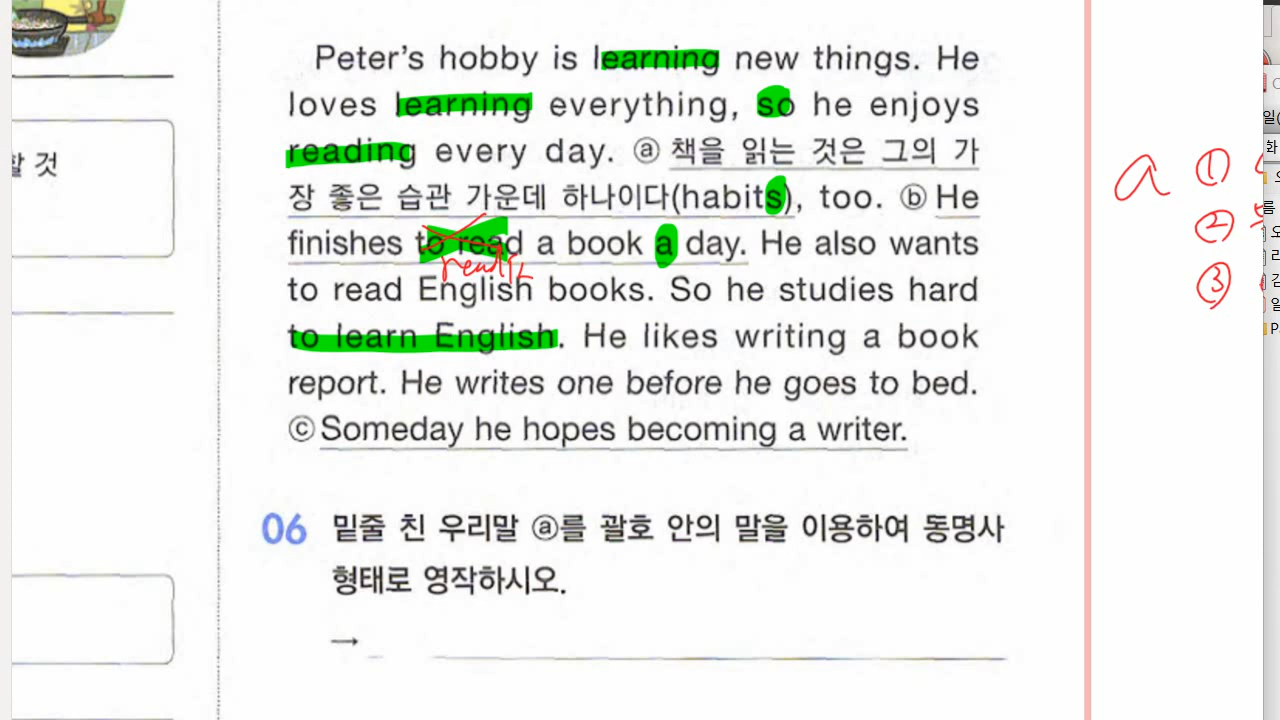 Peter's hobby is learning new things. He
loves learning everything, so he enjoys
reading every day. ⓐ 책을 읽는 것은 그의 가
장 좋은 습관 가운데 하나이다(habits), too. ⓑ He
finishes to read a book a day. He also wants
to read English books. So he studies hard
to learn English. He likes writing a book
report. He writes one before he goes to bed.
ⓒ Someday he hopes becoming a writer.
06 밑줄 친 우리말 ⓐ를 괄호 안의 말을 이용하여 동명사
형태로 영작하시오.
→
할 것
a ①
②
③